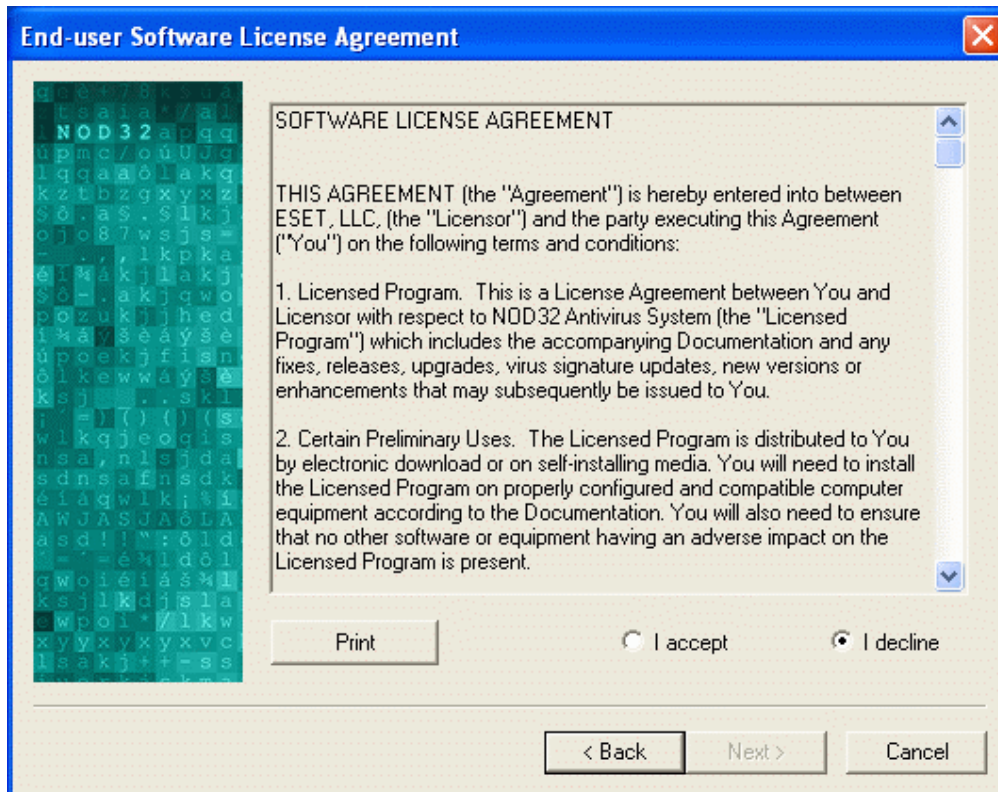 End-user Software License Agreement
NOD32
SOFTWARE LICENSE AGREEMENT
THIS AGREEMENT (the "Agreement") is hereby entered into between
ESET, LLC, (the "Licensor") and the party executing this Agreement
("You") on the following terms and conditions:
1. Licensed Program.  This is a License Agreement between You and
Licensor with respect to NOD32 Antivirus System (the "Licensed
Program") which includes the accompanying Documentation and any
fixes, releases, upgrades, virus signature updates, new versions or
enhancements that may subsequently be issued to You.
2. Certain Preliminary Uses.  The Licensed Program is distributed to You
by electronic download or on self-installing media. You will need to install
the Licensed Program on properly configured and compatible computer
equipment according to the Documentation. You will also need to ensure
that no other software or equipment having an adverse impact on the
Licensed Program is present.
Print
I accept
I decline
< Back
Next >
Cancel